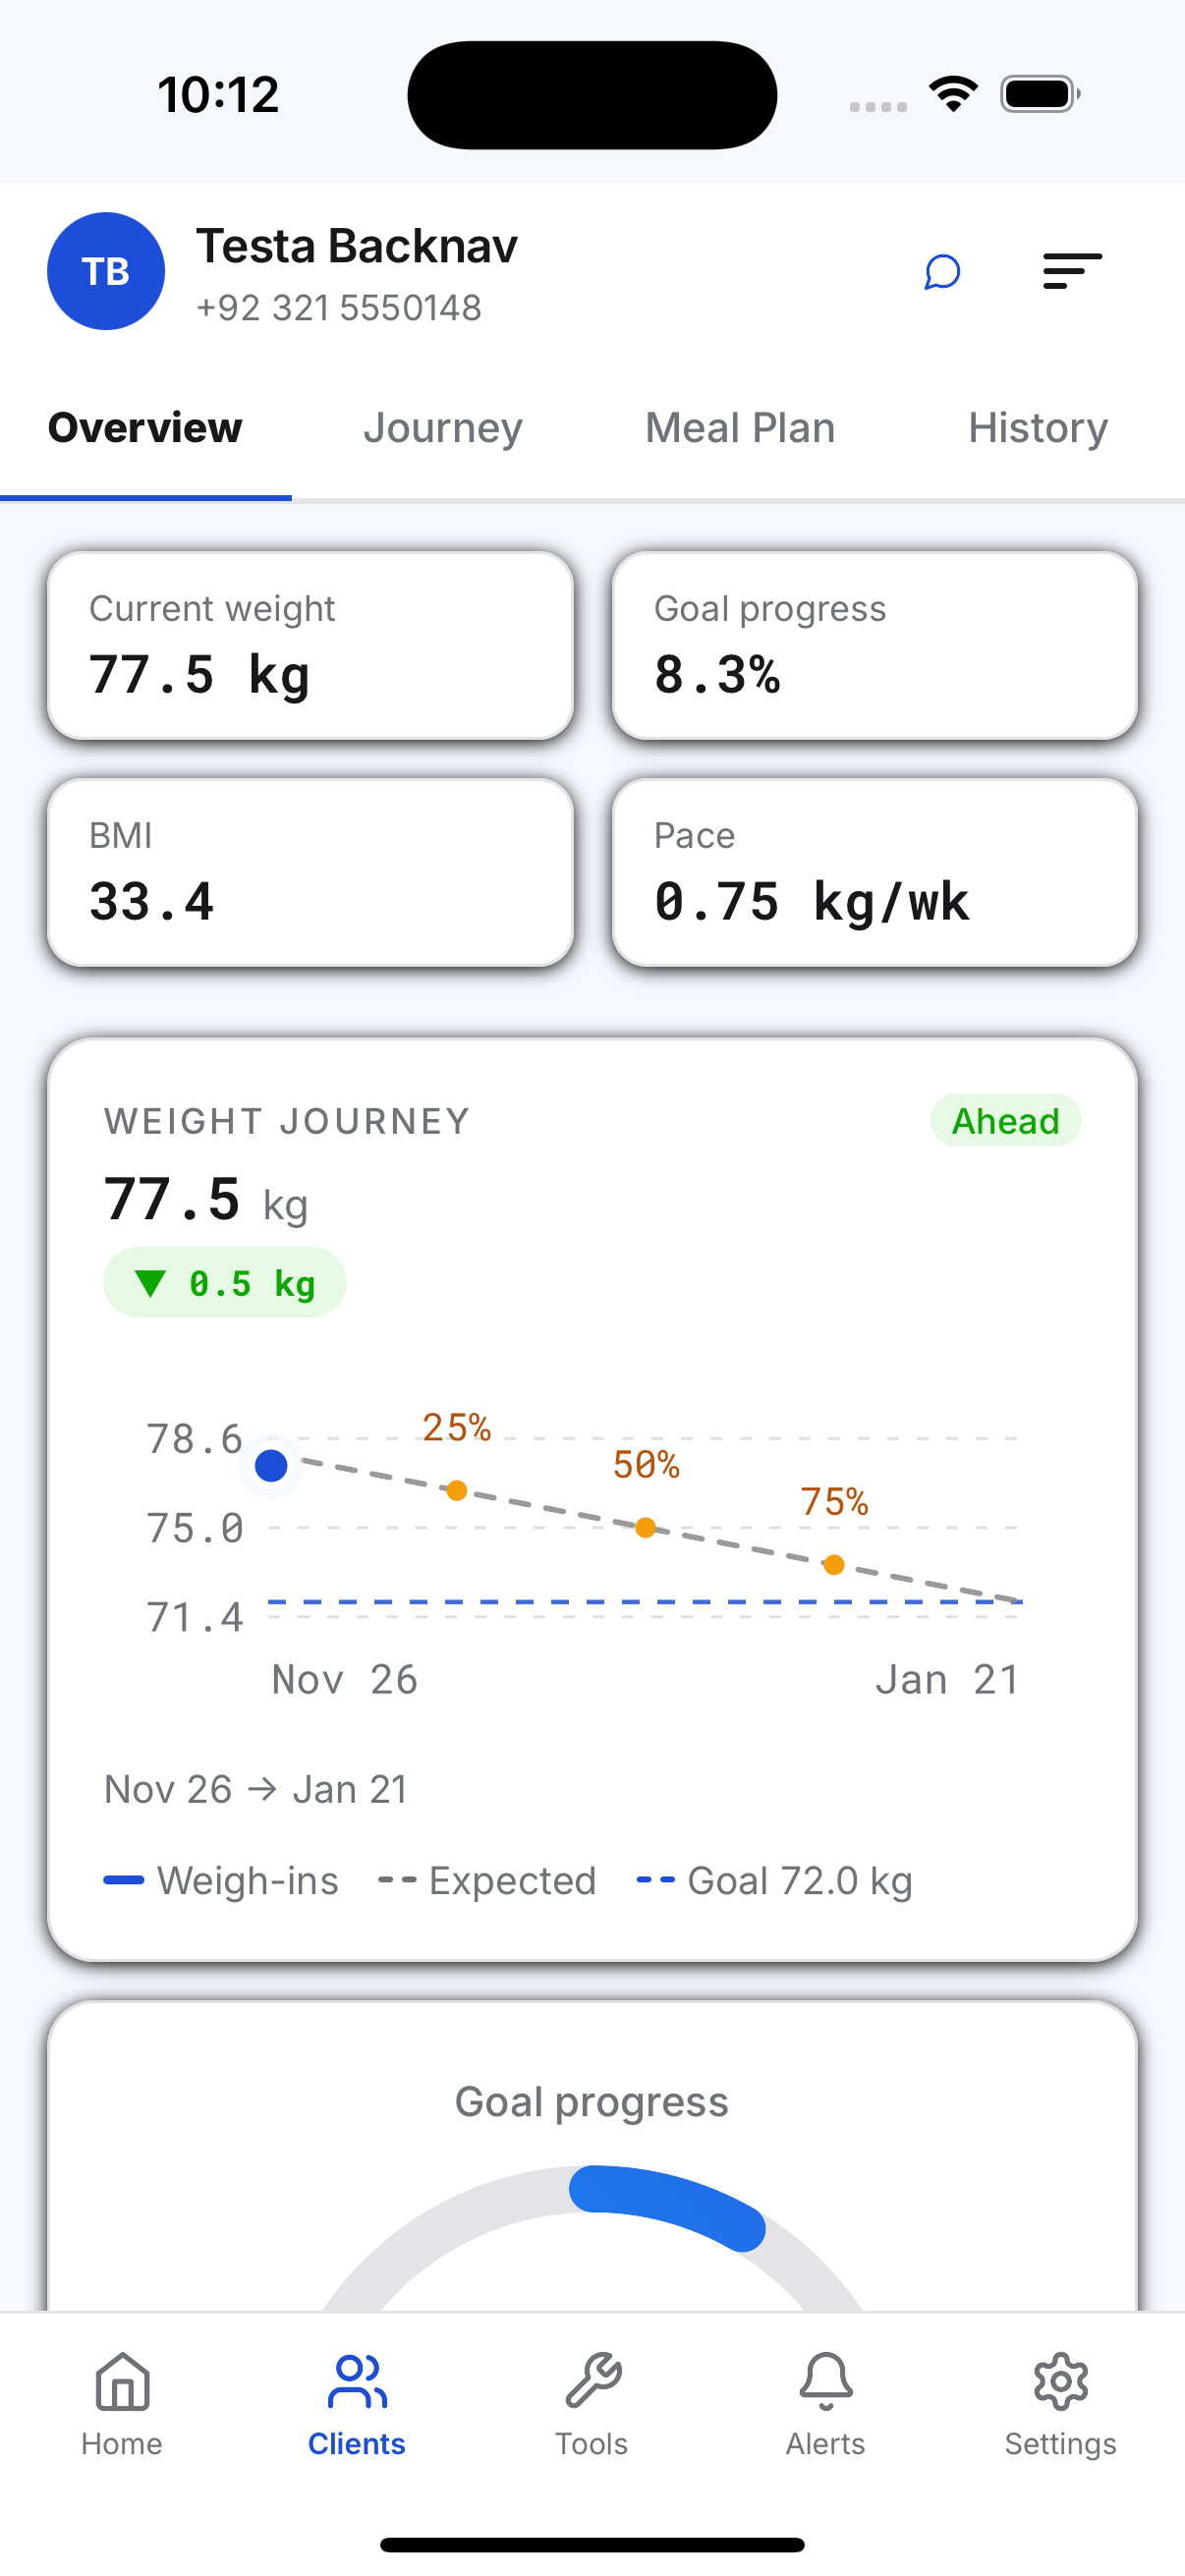 10:12
TB
Testa Backnav
+92 321 5550148
Overview Journey Meal Plan History
Current weight
77.5 kg
Goal progress
8.3%
BMI
33.4
Pace
0.75 kg/wk
WEIGHT JOURNEY
Ahead
77.5 kg
▼ 0.5 kg
78.6
75.0
71.4
25%
50%
75%
Nov 26 Jan 21
Nov 26 → Jan 21
Weigh-ins Expected Goal 72.0 kg
Goal progress
Home Clients Tools Alerts Settings